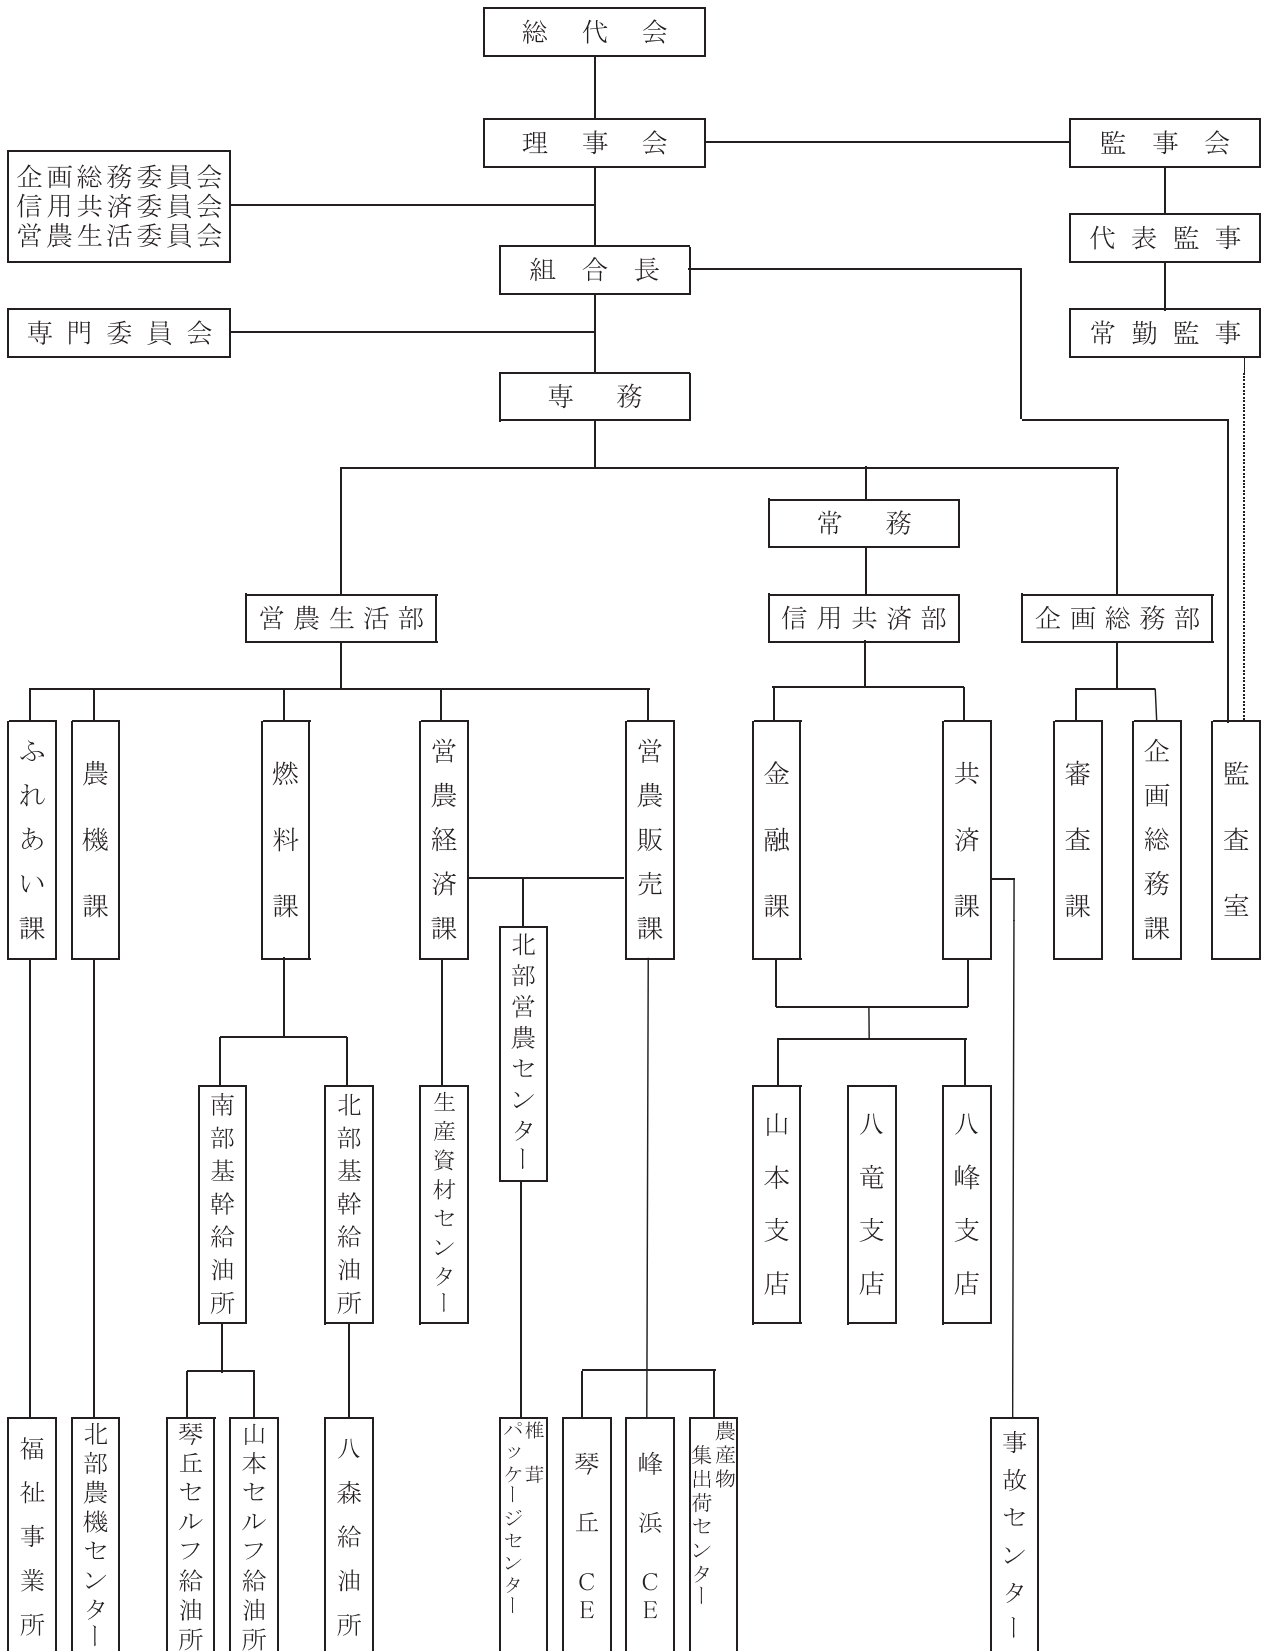 総代会
理事会
監事会
企画総務委員会
信用共済委員会
営農生活委員会
代表監事
組合長
専門委員会
常勤監事
専務
常務
営農生活部
信用共済部
企画総務部
ふれあい課
農機課
燃料課
営農経済課
営農販売課
金融課
共済課
審査課
企画総務課
監査室
北部営農センター
南部基幹給油所
北部基幹給油所
生産資材センター
山本支店
八竜支店
八峰支店
福祉事業所
北部農機センター
琴丘セルフ給油所
山本セルフ給油所
八森給油所
椎茸
パッケージセンター
琴丘CE
峰浜CE
農産物
集出荷センター
事故センター